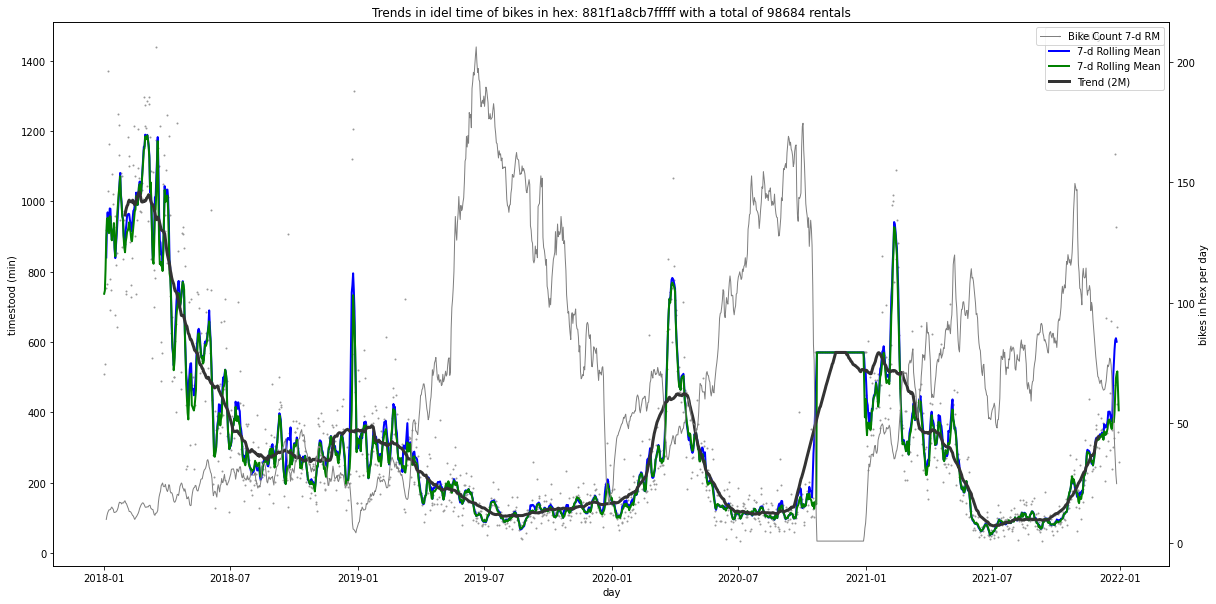 Trends in idel time of bikes in hex: 881f1a8cb7fffff with a total of 98684 rentals
Bike Count 7-d RM
7-d Rolling Mean
7-d Rolling Mean
Trend (2M)
1400
1200
1000
800
600
400
200
0
timestood (min)
200
150
100
50
0
bikes in hex per day
2018-01
2018-07
2019-01
2019-07
2020-01
2020-07
2021-01
2021-07
2022-01
day